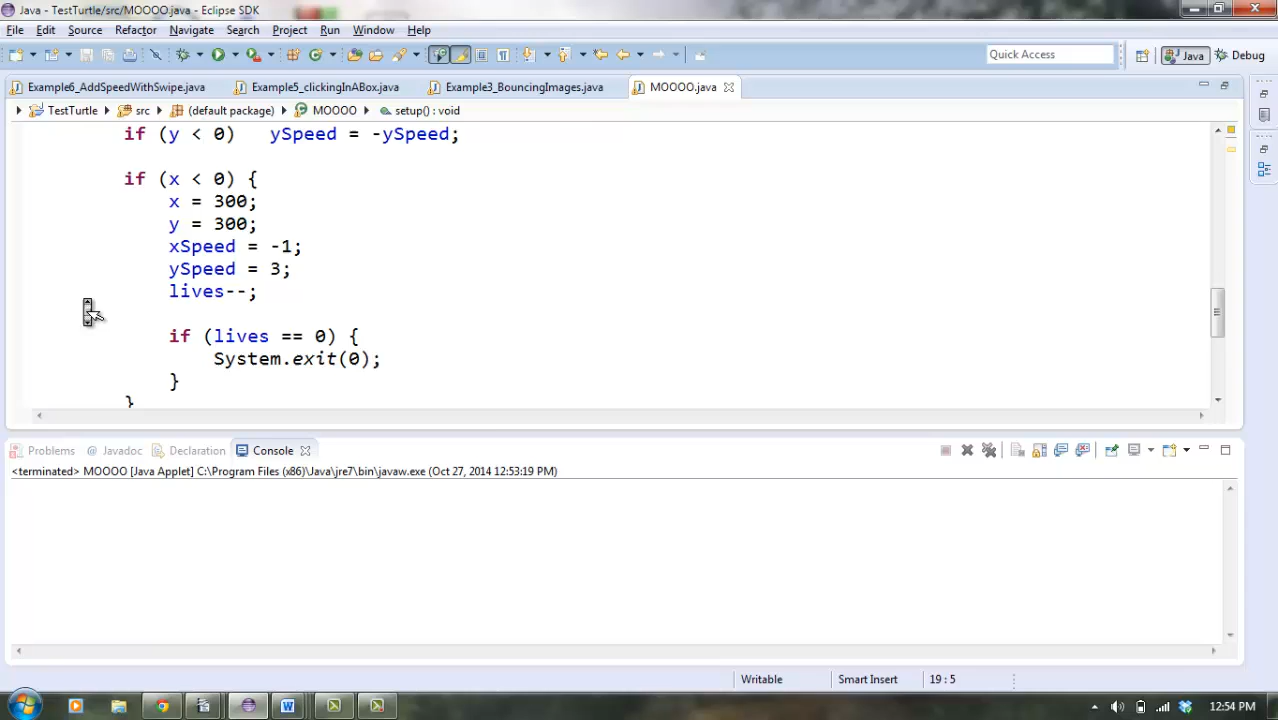 Java - TestTurtle/src/MOOOO.java - Eclipse SDK
File Edit Source Refactor Navigate Search Project Run Window Help
Quick Access Java Debug
Example6_AddSpeedWithSwipe.java Example5_clickingInABox.java Example3_BouncingImages.java MOOOO.java
TestTurtle src (default package) MOOOO setup() : void
if (y < 0)   ySpeed = -ySpeed;
if (x < 0) {
x = 300;
y = 300;
xSpeed = -1;
ySpeed = 3;
lives--;
if (lives == 0) {
System.exit(0);
}
}
Problems @ Javadoc Declaration Console
<terminated> MOOOO [Java Applet] C:\Program Files (x86)\Java\jre7\bin\javaw.exe (Oct 27, 2014 12:53:19 PM)
Writable Smart Insert 19 : 5
12:54 PM